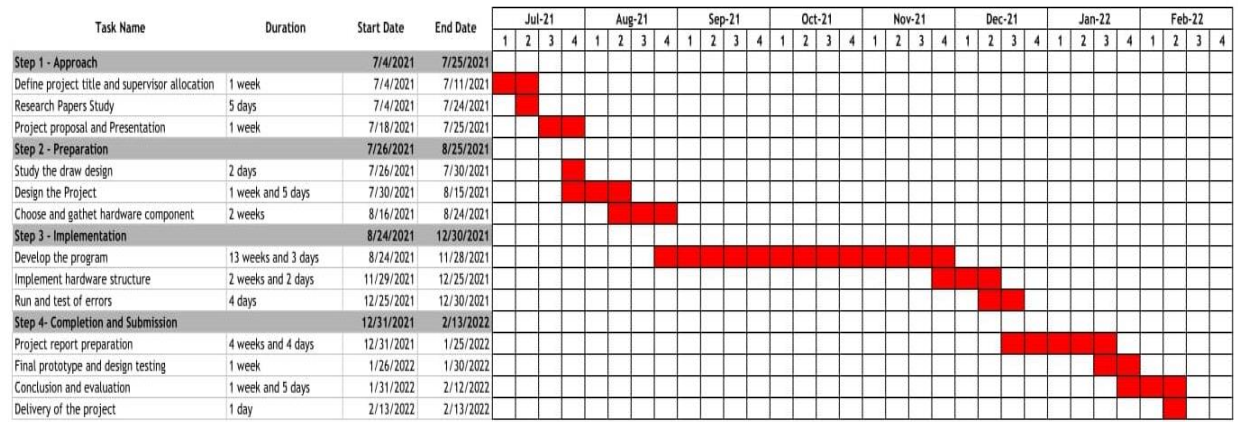 Task Name Duration Start Date End Date Jul-21 Aug-21 Sep-21 Oct-21 Nov-21 Dec-21 Jan-22 Feb-22
1 2 3 4 1 2 3 4 1 2 3 4 1 2 3 4 1 2 3 4 1 2 3 4 1 2 3 4 1 2 3 4
Step 1 - Approach 7/4/2021 7/25/2021
Define project title and supervisor allocation 1 week 7/4/2021 7/11/2021
Research Papers Study 5 days 7/4/2021 7/24/2021
Project proposal and Presentation 1 week 7/18/2021 7/25/2021
Step 2 - Preparation 7/26/2021 8/25/2021
Study the draw design 2 days 7/26/2021 7/30/2021
Design the Project 1 week and 5 days 7/30/2021 8/15/2021
Choose and gathet hardware component 2 weeks 8/16/2021 8/24/2021
Step 3 - Implementation 8/24/2021 12/30/2021
Develop the program 13 weeks and 3 days 8/24/2021 11/28/2021
Implement hardware structure 2 weeks and 2 days 11/29/2021 12/25/2021
Run and test of errors 4 days 12/25/2021 12/30/2021
Step 4- Completion and Submission 12/31/2021 2/13/2022
Project report preparation 4 weeks and 4 days 12/31/2021 1/25/2022
Final prototype and design testing 1 week 1/26/2022 1/30/2022
Conclusion and evaluation 1 week and 5 days 1/31/2022 2/12/2022
Delivery of the project 1 day 2/13/2022 2/13/2022